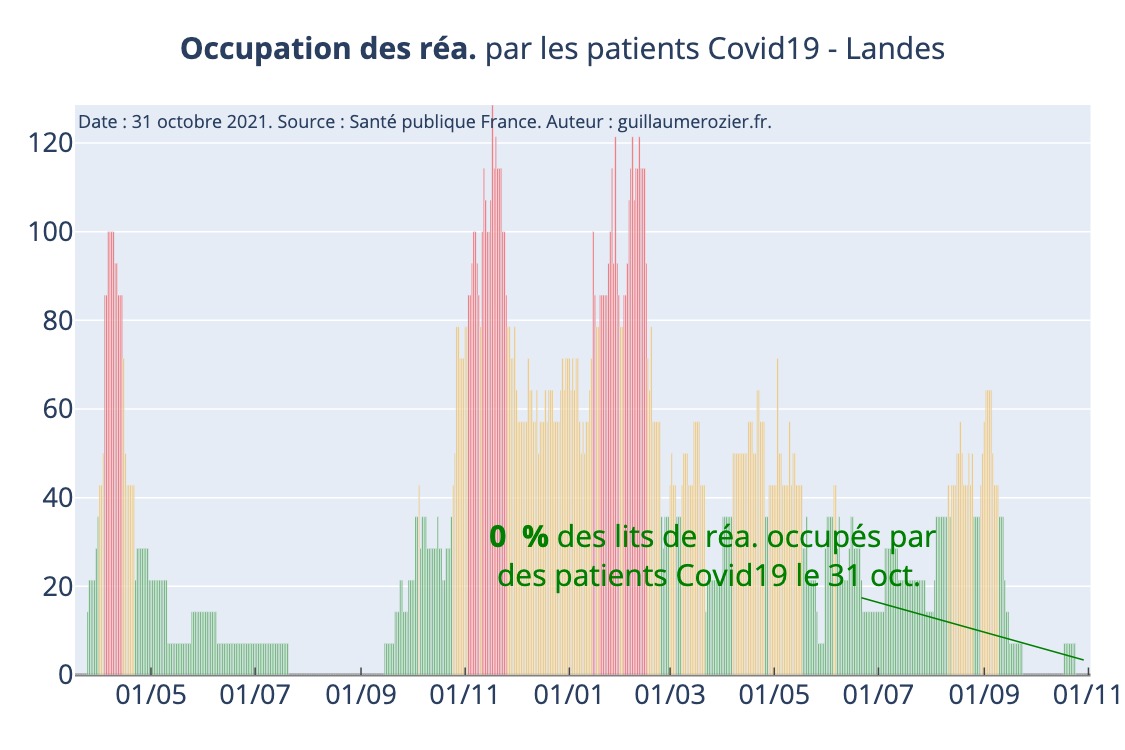 Occupation des réa. par les patients Covid19 - Landes
Date : 31 octobre 2021. Source : Santé publique France. Auteur : guillaumerozier.fr.
120
100
80
60
40
20
0
0 % des lits de réa. occupés par
des patients Covid19 le 31 oct.
01/05 01/07 01/09 01/11 01/01 01/03 01/05 01/07 01/09 01/11